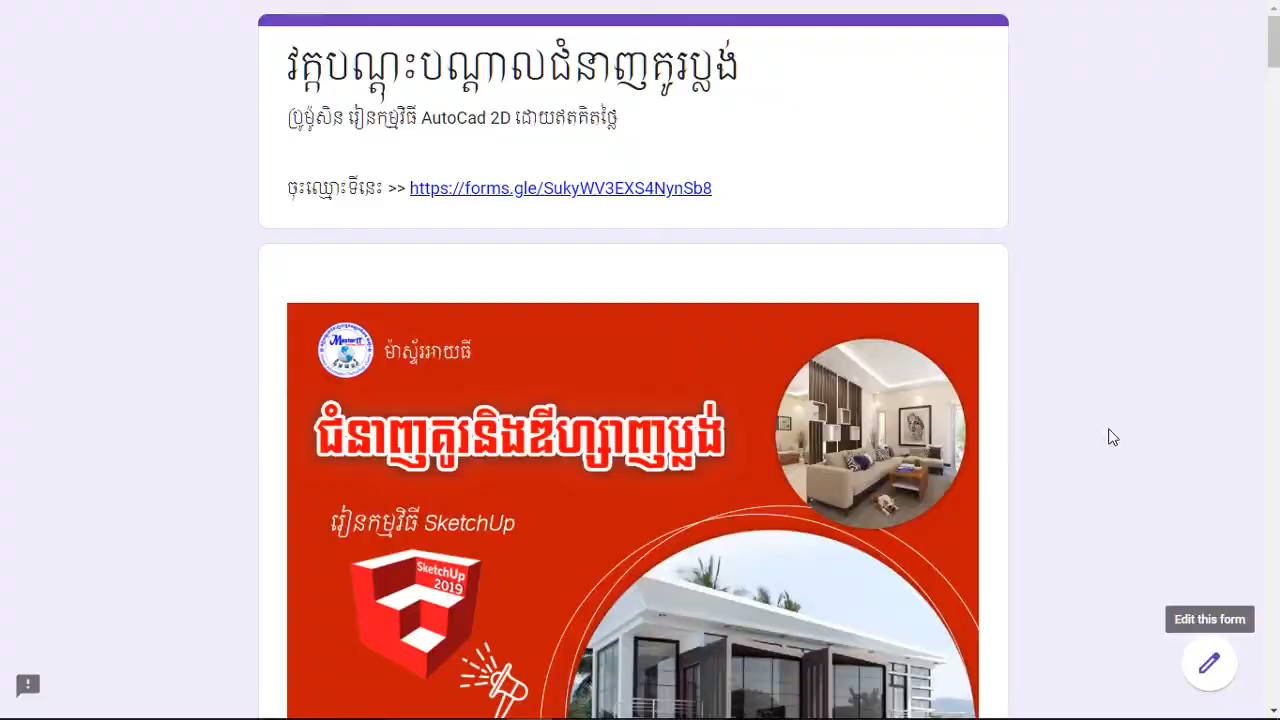 វគ្គបណ្តុះបណ្តាលជំនាញគូរប្លង់
ប្រូម៉ូសិន រៀនកម្មវិធី AutoCad 2D ដោយឥតគិតថ្លៃ
ចុះឈ្មោះទីនេះ >> https://forms.gle/SukyWV3EXS4NynSb8
ម៉ាស្ទ័រអាយធី
ជំនាញគូរនិងឌីហ្សាញប្លង់
រៀនកម្មវិធី SketchUp
SketchUp
2019
Edit this form